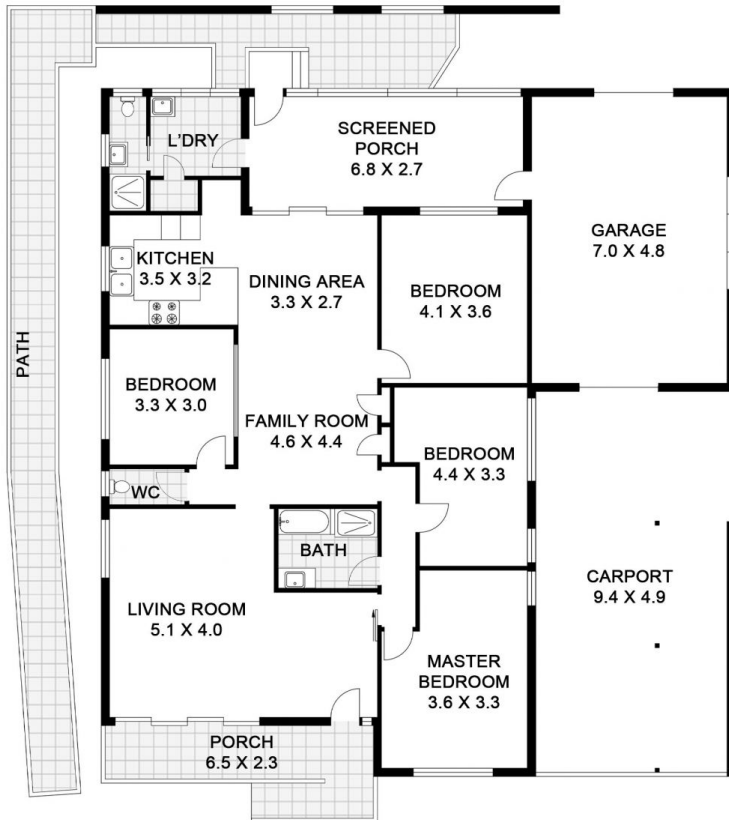 L'DRY
SCREENED
PORCH
6.8 X 2.7
GARAGE
7.0 X 4.8
KITCHEN
3.5 X 3.2
DINING AREA
3.3 X 2.7
BEDROOM
4.1 X 3.6
PATH
BEDROOM
3.3 X 3.0
FAMILY ROOM
4.6 X 4.4
BEDROOM
4.4 X 3.3
WC
BATH
CARPORT
9.4 X 4.9
LIVING ROOM
5.1 X 4.0
MASTER
BEDROOM
3.6 X 3.3
PORCH
6.5 X 2.3